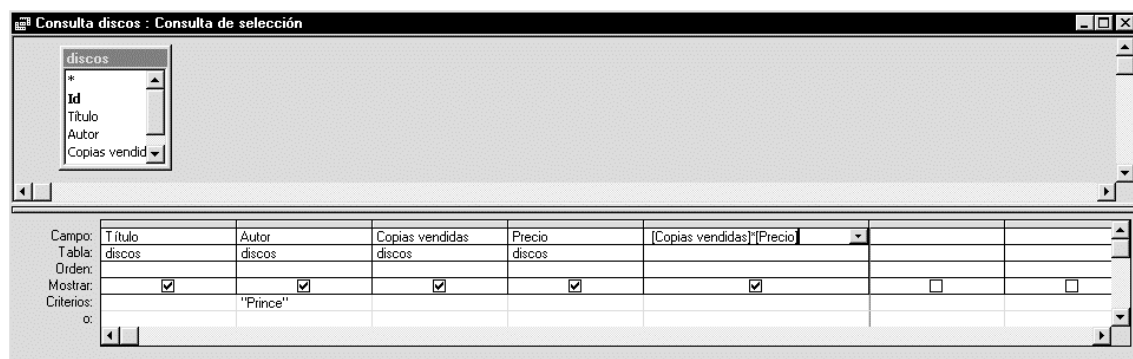 Consulta discos : Consulta de selección
discos
*
Id
Título
Autor
Copias vendid
Campo: Título Autor Copias vendidas Precio [Copias vendidas]*[Precio]
Tabla: discos discos discos discos
Orden:
Mostrar:
Criterios: "Prince"
o: